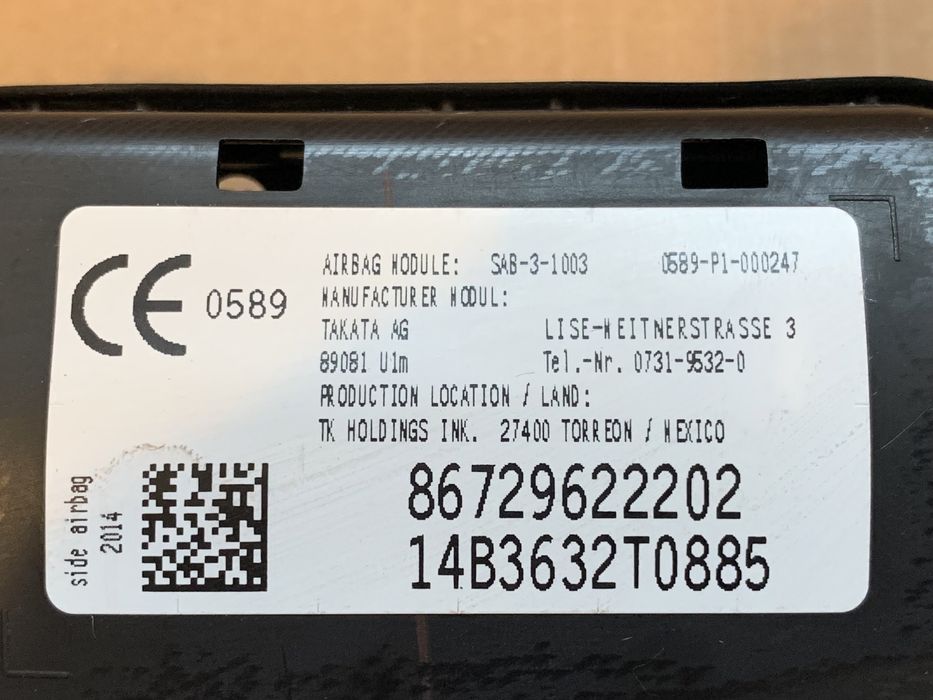 CE 0589
AIRBAG MODULE: SAB-3-1003 0589-P1-000247
MANUFACTURER MODUL:
TAKATA AG LISE-MEITNERSTRASSE 3
89081 Ulm Tel.-Nr. 0731-9532-0
PRODUCTION LOCATION / LAND:
TK HOLDINGS INK. 27400 TORREON / MEXICO
86729622202
14B3632T0885
side airbag
2014